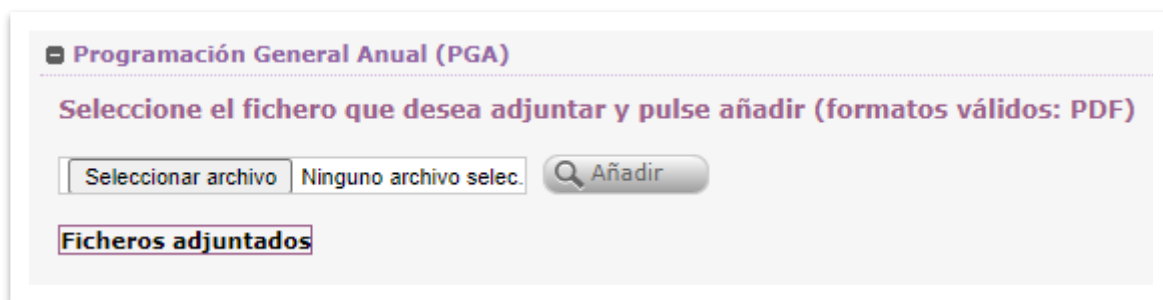 Programación General Anual (PGA)
Seleccione el fichero que desea adjuntar y pulse añadir (formatos válidos: PDF)
Seleccionar archivo Ninguno archivo selec. Añadir
Ficheros adjuntados